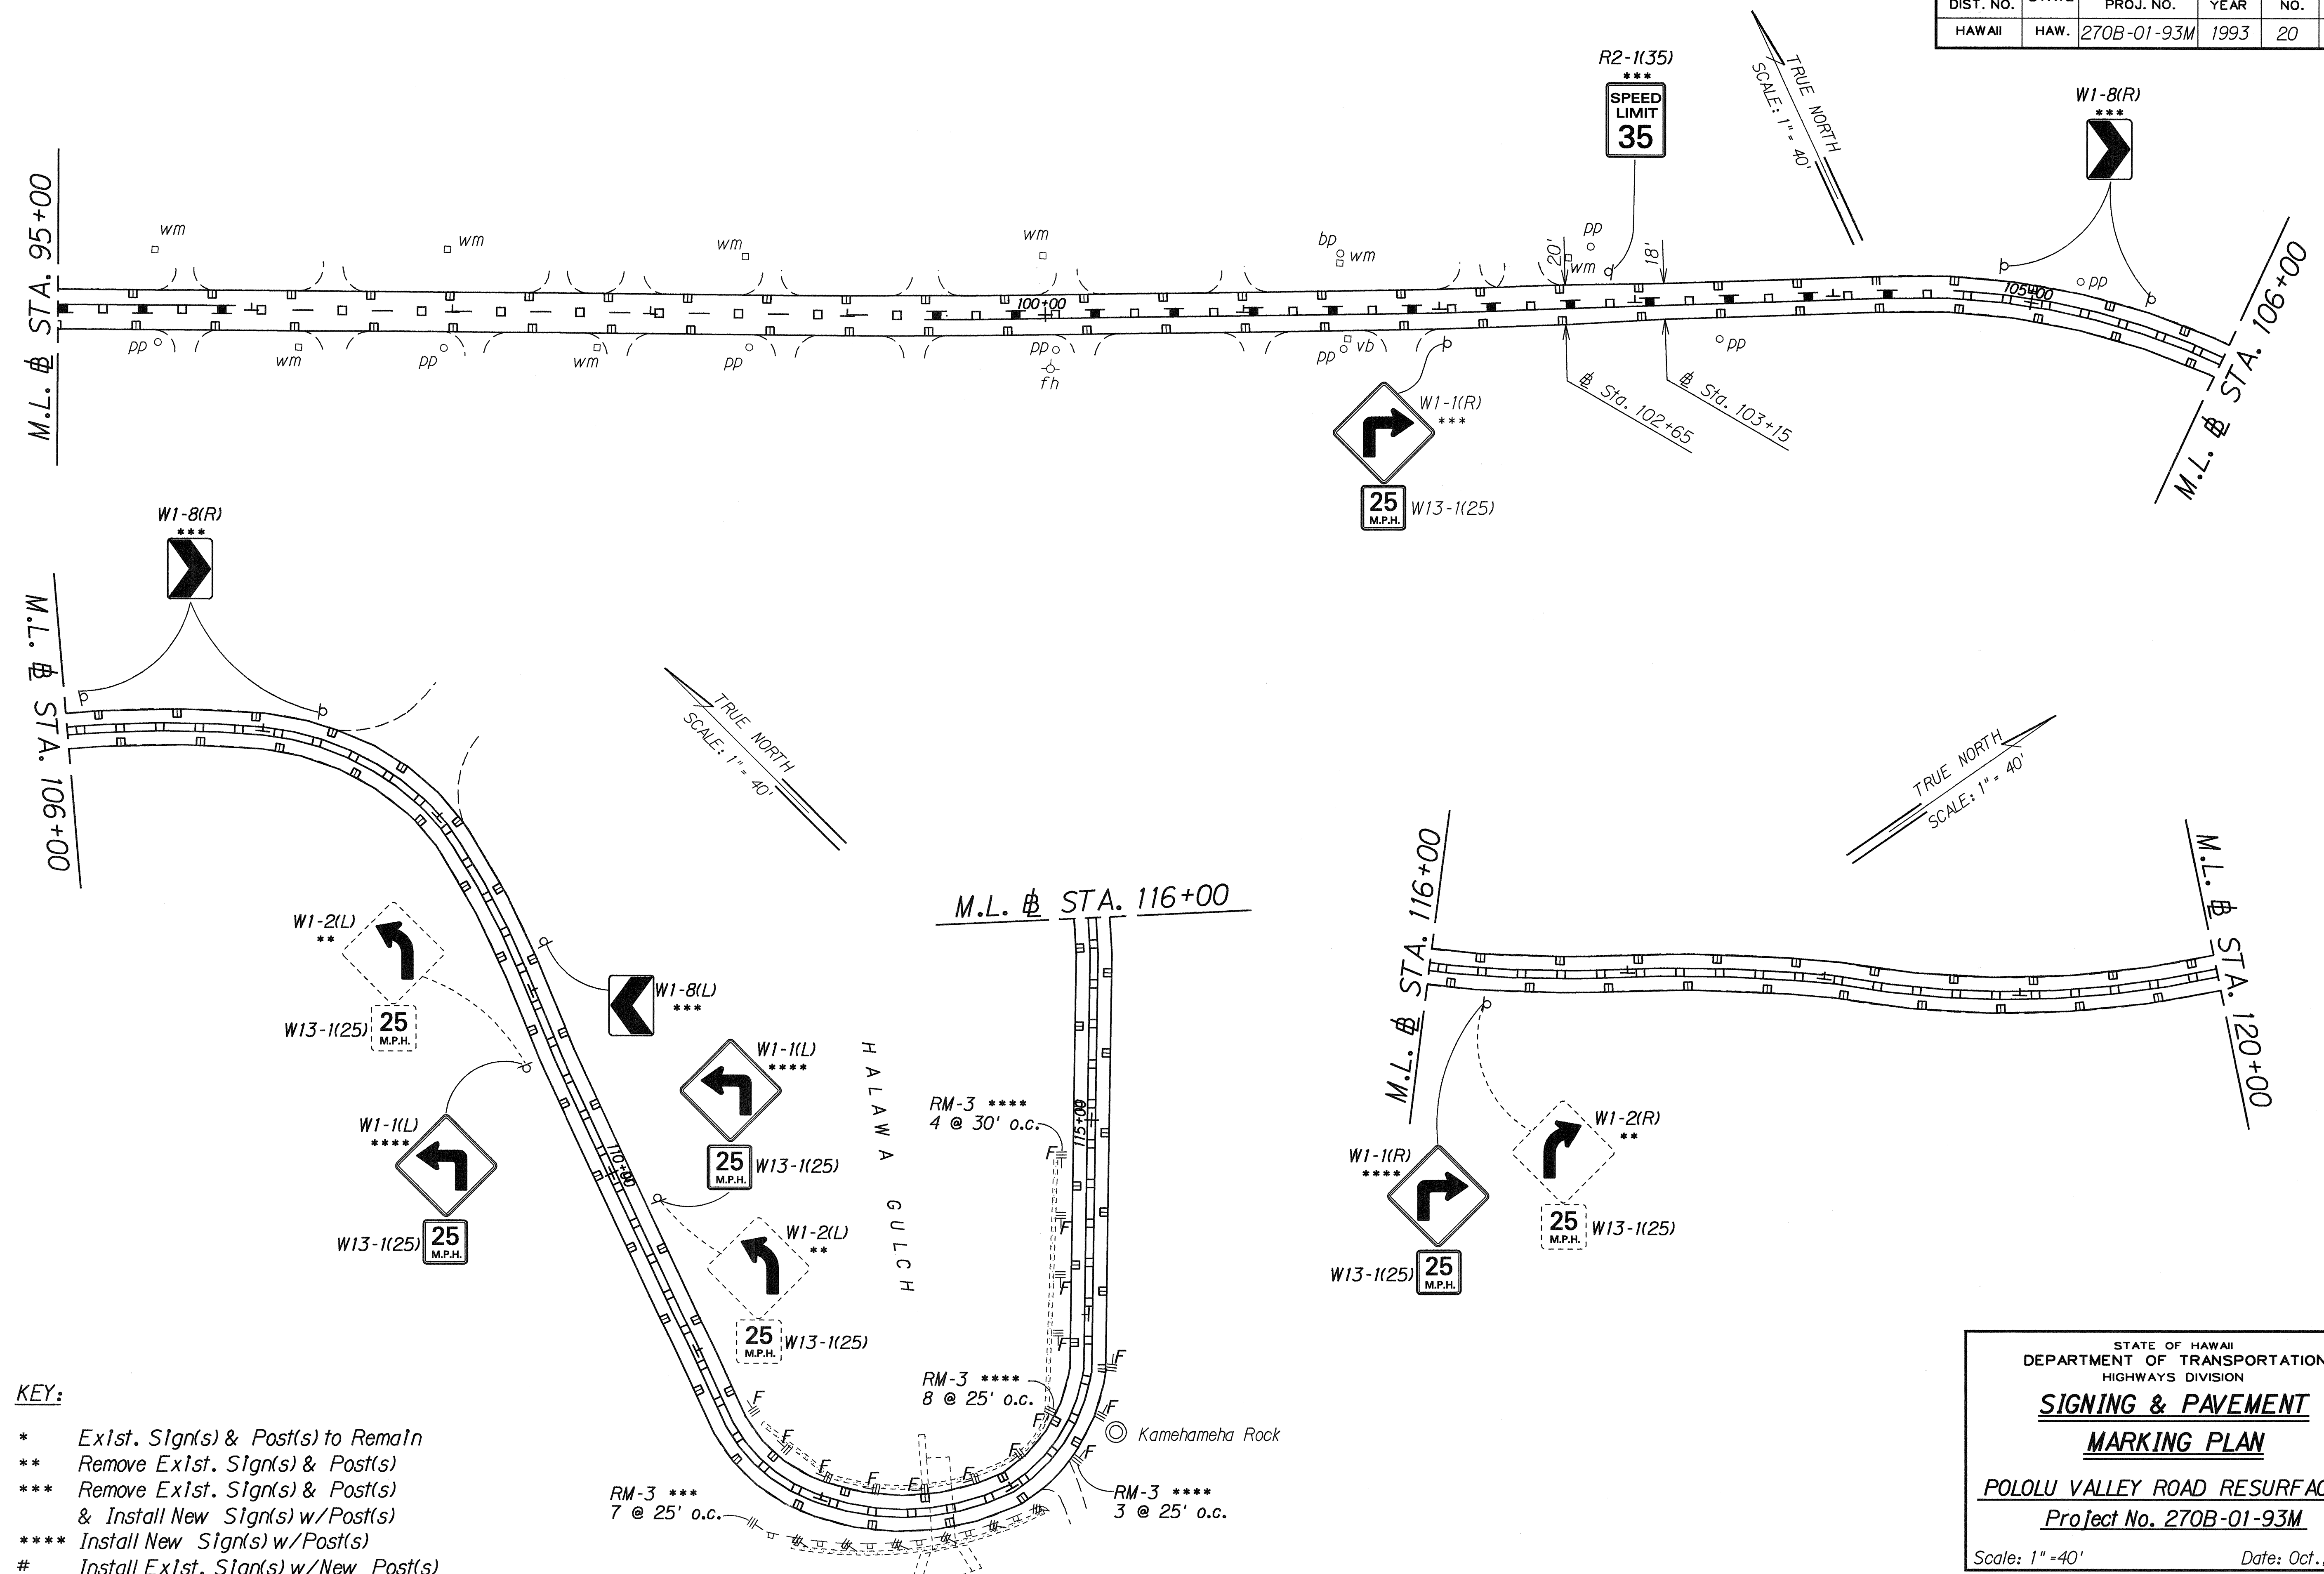 DIST. NO. STATE PROJ. NO. YEAR NO.
HAWAII HAW. 270B-01-93M 1993 20
R2-1(35)
***
SPEED
LIMIT
35
TRUE NORTH
SCALE: 1" = 40'
W1-8(R)
***
M.L. BL STA. 95+00
wm
wm
wm
wm
bp
wm
pp
wm
20'
18'
pp
100+00
105+00
pp
wm
pp
wm
pp
pp
fh
pp
vb
pp
W1-1(R)
***
25
M.P.H.
W13-1(25)
BL Sta. 102+65
BL Sta. 103+15
M.L. BL STA. 106+00
W1-8(R)
***
M.L. BL STA. 106+00
TRUE NORTH
SCALE: 1" = 40'
W1-2(L)
**
25
M.P.H.
W13-1(25)
W1-8(L)
***
W1-1(L)
****
25
M.P.H.
W13-1(25)
W1-1(L)
****
25
M.P.H.
W13-1(25)
110+00
W1-2(L)
**
25
M.P.H.
W13-1(25)
HALAWA GULCH
M.L. BL STA. 116+00
RM-3 ****
4 @ 30' o.c.
115+00
F
F
F
F
F
F
F
F
F
F
F
F
F
F
RM-3 ****
8 @ 25' o.c.
Kamehameha Rock
RM-3 ***
7 @ 25' o.c.
RM-3 ****
3 @ 25' o.c.
TRUE NORTH
SCALE: 1" = 40'
M.L. BL STA. 116+00
M.L. BL STA. 120+00
W1-2(R)
**
25
M.P.H.
W13-1(25)
W1-1(R)
****
25
M.P.H.
W13-1(25)
KEY:
* Exist. Sign(s) & Post(s) to Remain
** Remove Exist. Sign(s) & Post(s)
*** Remove Exist. Sign(s) & Post(s)
& Install New Sign(s) w/Post(s)
**** Install New Sign(s) w/Post(s)
# Install Exist. Sign(s) w/New Post(s)
STATE OF HAWAII
DEPARTMENT OF TRANSPORTATION
HIGHWAYS DIVISION
SIGNING & PAVEMENT
MARKING PLAN
POLOLU VALLEY ROAD RESURFAC
Project No. 270B-01-93M
Scale: 1" =40' Date: Oct.,